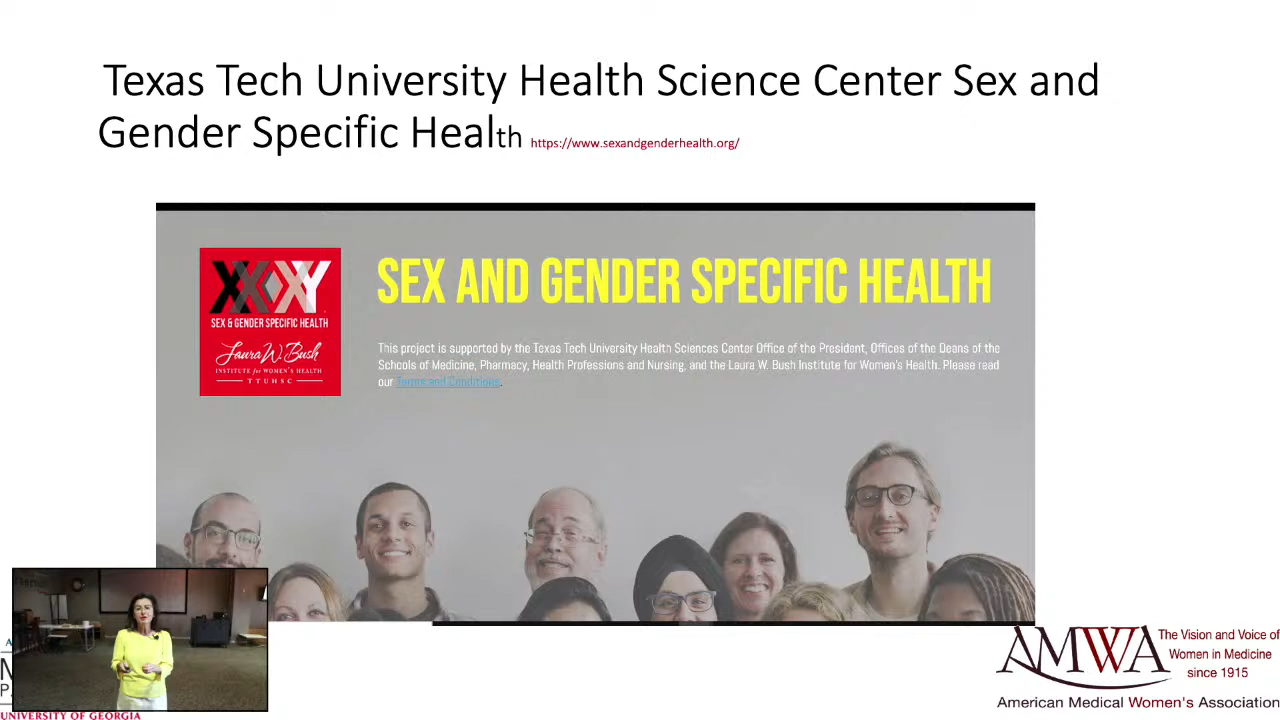 Texas Tech University Health Science Center Sex and
Gender Specific Health https://www.sexandgenderhealth.org/
XXXY
SEX & GENDER SPECIFIC HEALTH
Laura W. Bush
INSTITUTE FOR WOMEN'S HEALTH
TTUHSC
SEX AND GENDER SPECIFIC HEALTH
This project is supported by the Texas Tech University Health Sciences Center Office of the President, Offices of the Deans of the
Schools of Medicine, Pharmacy, Health Professions and Nursing, and the Laura W. Bush Institute for Women's Health. Please read
our Terms and Conditions.
UNIVERSITY OF GEORGIA
AMWA
The Vision and Voice of
Women in Medicine
since 1915
American Medical Women's Association